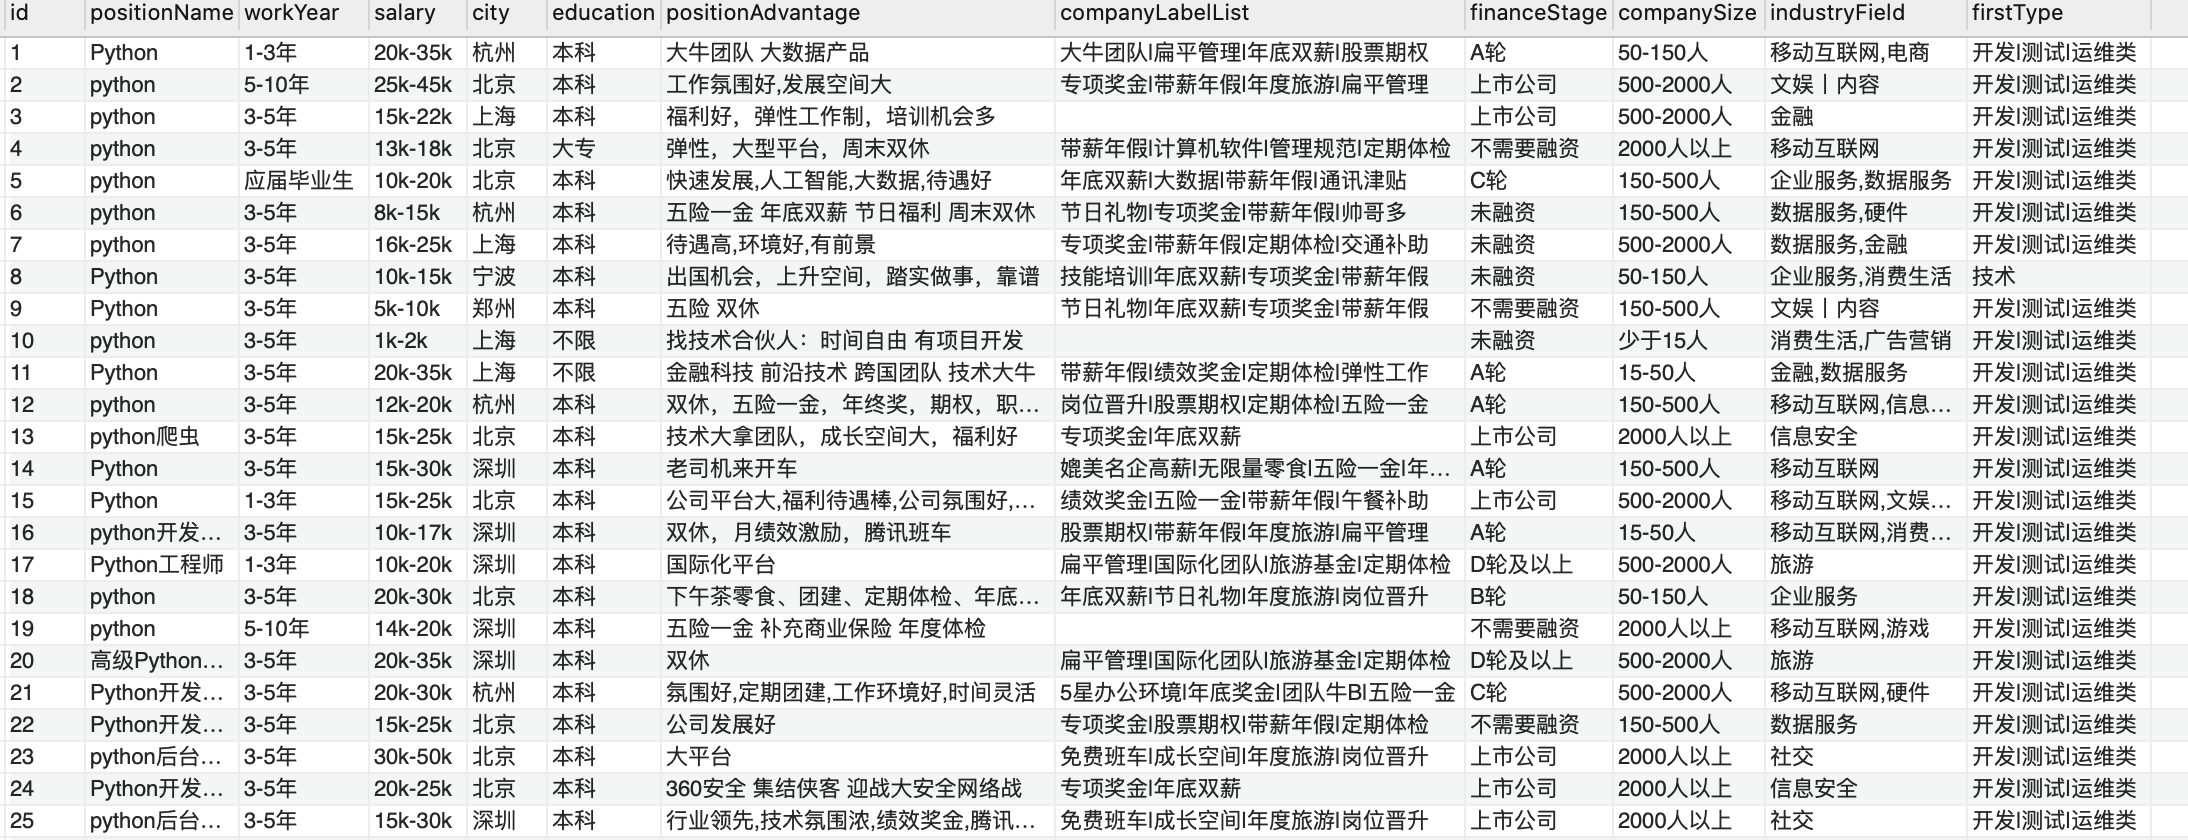 id positionName workYear salary city education positionAdvantage companyLabelList financeStage companySize industryField firstType
1 Python 1-3年 20k-35k 杭州 本科 大牛团队 大数据产品 大牛团队|扁平管理|年底双薪|股票期权 A轮 50-150人 移动互联网,电商 开发|测试|运维类
2 python 5-10年 25k-45k 北京 本科 工作氛围好,发展空间大 专项奖金|带薪年假|年度旅游|扁平管理 上市公司 500-2000人 文娱丨内容 开发|测试|运维类
3 python 3-5年 15k-22k 上海 本科 福利好，弹性工作制，培训机会多 上市公司 500-2000人 金融 开发|测试|运维类
4 python 3-5年 13k-18k 北京 大专 弹性，大型平台，周末双休 带薪年假|计算机软件|管理规范|定期体检 不需要融资 2000人以上 移动互联网 开发|测试|运维类
5 python 应届毕业生 10k-20k 北京 本科 快速发展,人工智能,大数据,待遇好 年底双薪|大数据|带薪年假|通讯津贴 C轮 150-500人 企业服务,数据服务 开发|测试|运维类
6 python 3-5年 8k-15k 杭州 本科 五险一金 年底双薪 节日福利 周末双休 节日礼物|专项奖金|带薪年假|帅哥多 未融资 150-500人 数据服务,硬件 开发|测试|运维类
7 python 3-5年 16k-25k 上海 本科 待遇高,环境好,有前景 专项奖金|带薪年假|定期体检|交通补助 未融资 500-2000人 数据服务,金融 开发|测试|运维类
8 Python 3-5年 10k-15k 宁波 本科 出国机会，上升空间，踏实做事，靠谱 技能培训|年底双薪|专项奖金|带薪年假 未融资 50-150人 企业服务,消费生活 技术
9 Python 3-5年 5k-10k 郑州 本科 五险 双休 节日礼物|年底双薪|专项奖金|带薪年假 不需要融资 150-500人 文娱丨内容 开发|测试|运维类
10 python 3-5年 1k-2k 上海 不限 找技术合伙人：时间自由 有项目开发 未融资 少于15人 消费生活,广告营销 开发|测试|运维类
11 Python 3-5年 20k-35k 上海 不限 金融科技 前沿技术 跨国团队 技术大牛 带薪年假|绩效奖金|定期体检|弹性工作 A轮 15-50人 金融,数据服务 开发|测试|运维类
12 python 3-5年 12k-20k 杭州 本科 双休，五险一金，年终奖，期权，职… 岗位晋升|股票期权|定期体检|五险一金 A轮 150-500人 移动互联网,信息… 开发|测试|运维类
13 python爬虫 3-5年 15k-25k 北京 本科 技术大拿团队，成长空间大，福利好 专项奖金|年底双薪 上市公司 2000人以上 信息安全 开发|测试|运维类
14 Python 3-5年 15k-30k 深圳 本科 老司机来开车 媲美名企高薪|无限量零食|五险一金|年… A轮 150-500人 移动互联网 开发|测试|运维类
15 Python 1-3年 15k-25k 北京 本科 公司平台大,福利待遇棒,公司氛围好,… 绩效奖金|五险一金|带薪年假|午餐补助 上市公司 500-2000人 移动互联网,文娱… 开发|测试|运维类
16 python开发… 3-5年 10k-17k 深圳 本科 双休，月绩效激励，腾讯班车 股票期权|带薪年假|年度旅游|扁平管理 A轮 15-50人 移动互联网,消费… 开发|测试|运维类
17 Python工程师 1-3年 10k-20k 深圳 本科 国际化平台 扁平管理|国际化团队|旅游基金|定期体检 D轮及以上 500-2000人 旅游 开发|测试|运维类
18 python 3-5年 20k-30k 北京 本科 下午茶零食、团建、定期体检、年底… 年底双薪|节日礼物|年度旅游|岗位晋升 B轮 50-150人 企业服务 开发|测试|运维类
19 python 5-10年 14k-20k 深圳 本科 五险一金 补充商业保险 年度体检 不需要融资 2000人以上 移动互联网,游戏 开发|测试|运维类
20 高级Python… 3-5年 20k-35k 深圳 本科 双休 扁平管理|国际化团队|旅游基金|定期体检 D轮及以上 500-2000人 旅游 开发|测试|运维类
21 Python开发… 3-5年 20k-30k 杭州 本科 氛围好,定期团建,工作环境好,时间灵活 5星办公环境|年底奖金|团队牛B|五险一金 C轮 500-2000人 移动互联网,硬件 开发|测试|运维类
22 Python开发… 3-5年 15k-25k 北京 本科 公司发展好 专项奖金|股票期权|带薪年假|定期体检 不需要融资 150-500人 数据服务 开发|测试|运维类
23 python后台… 3-5年 30k-50k 北京 本科 大平台 免费班车|成长空间|年度旅游|岗位晋升 上市公司 2000人以上 社交 开发|测试|运维类
24 Python开发… 3-5年 20k-25k 北京 本科 360安全 集结侠客 迎战大安全网络战 专项奖金|年底双薪 上市公司 2000人以上 信息安全 开发|测试|运维类
25 python后台… 3-5年 15k-30k 深圳 本科 行业领先,技术氛围浓,绩效奖金,腾讯… 免费班车|成长空间|年度旅游|岗位晋升 上市公司 2000人以上 社交 开发|测试|运维类